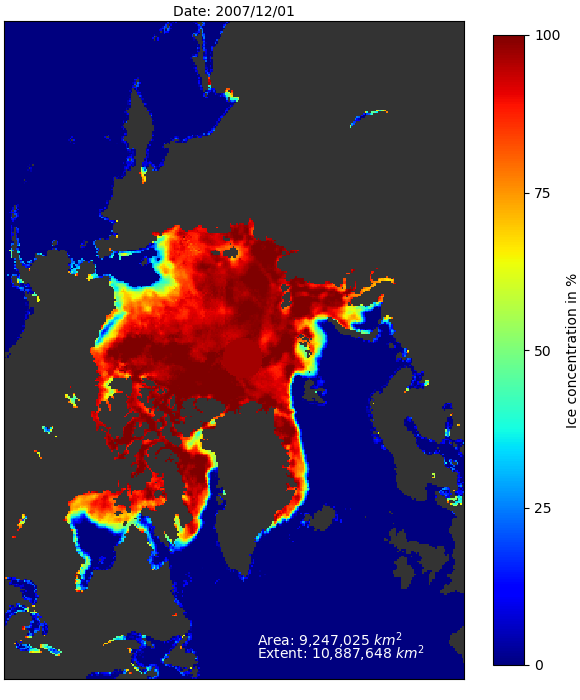 Date: 2007/12/01
100
75
50
25
0
Ice concentration in %
Area: 9,247,025 km²
Extent: 10,887,648 km²